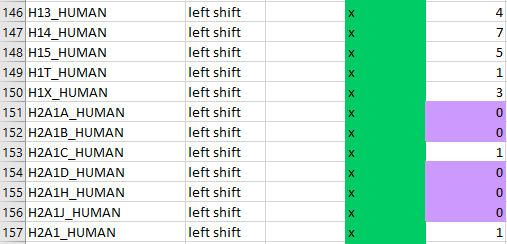 146 H13_HUMAN left shift x 4
147 H14_HUMAN left shift x 7
148 H15_HUMAN left shift x 5
149 H1T_HUMAN left shift x 1
150 H1X_HUMAN left shift x 3
151 H2A1A_HUMAN left shift x 0
152 H2A1B_HUMAN left shift x 0
153 H2A1C_HUMAN left shift x 1
154 H2A1D_HUMAN left shift x 0
155 H2A1H_HUMAN left shift x 0
156 H2A1J_HUMAN left shift x 0
157 H2A1_HUMAN left shift x 1